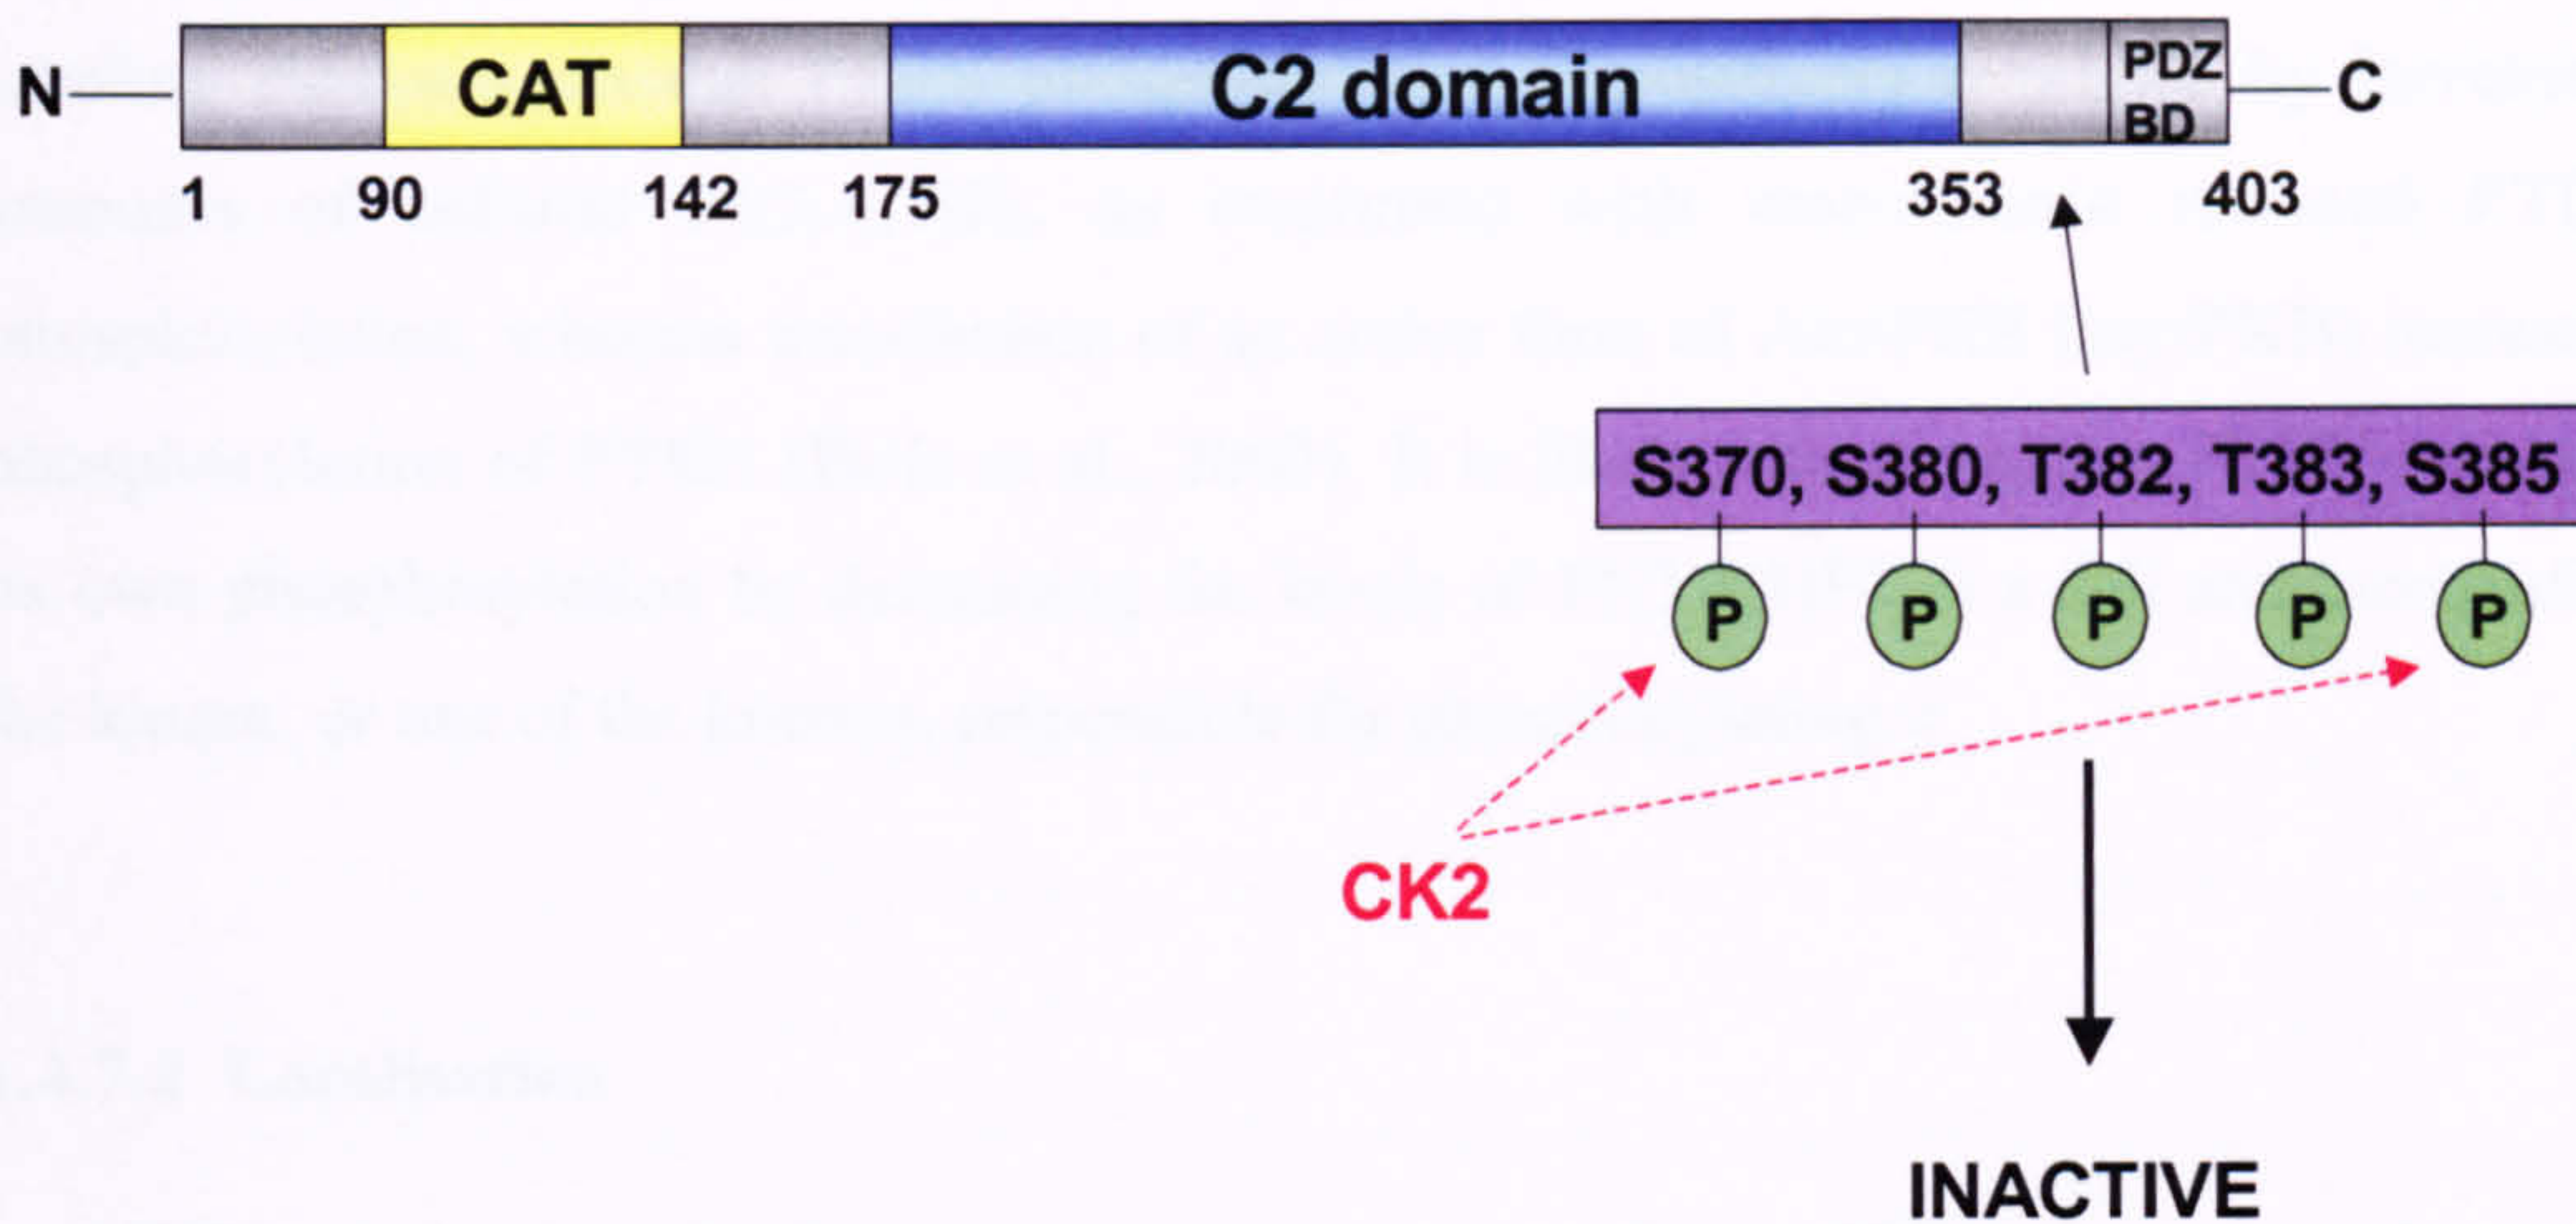 N CAT C2 domain PDZ C
BD
1 90 142 175 353 403
S370, S380, T382, T383, S385
P P P P P
CK2
INACTIVE